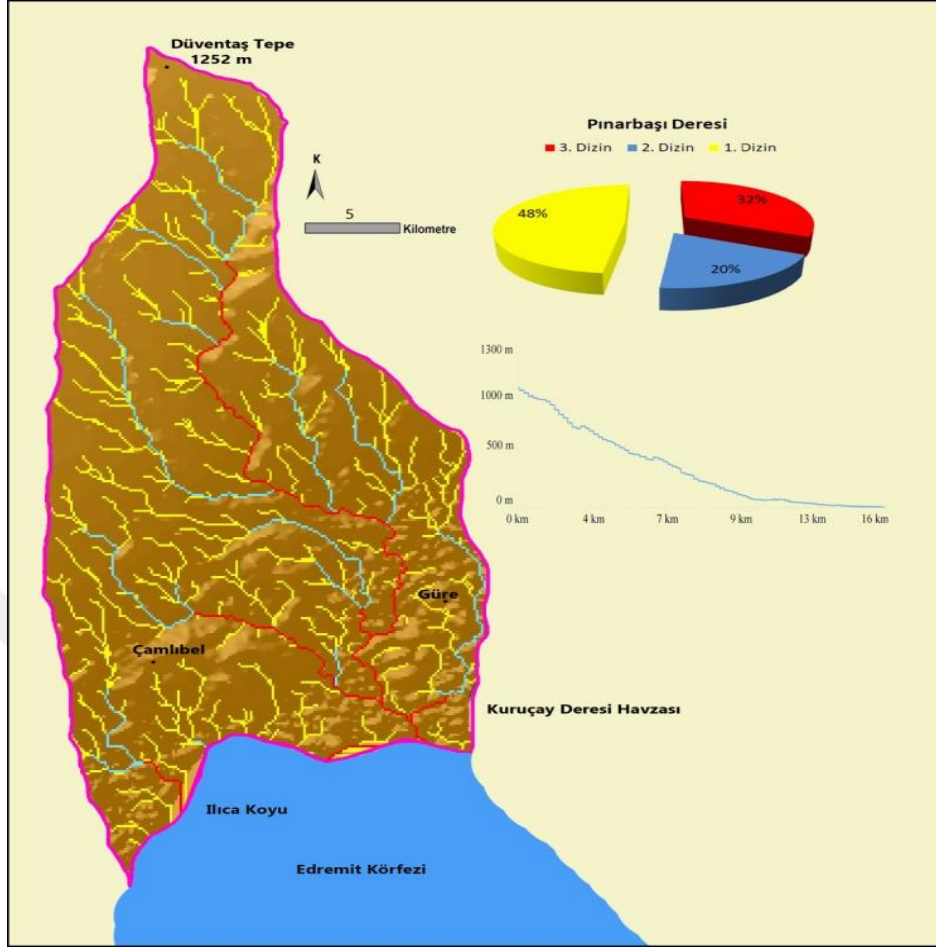 Düventaş Tepe
1252 m
Pınarbaşı Deresi
3. Dizin 2. Dizin 1. Dizin
K
5
Kilometre
48%
32%
20%
1300 m
1000 m
500 m
0 m
0 km 4 km 7 km 9 km 13 km 16 km
Güre
Çamlıbel
Kuruçay Deresi Havzası
Ilıca Koyu
Edremit Körfezi